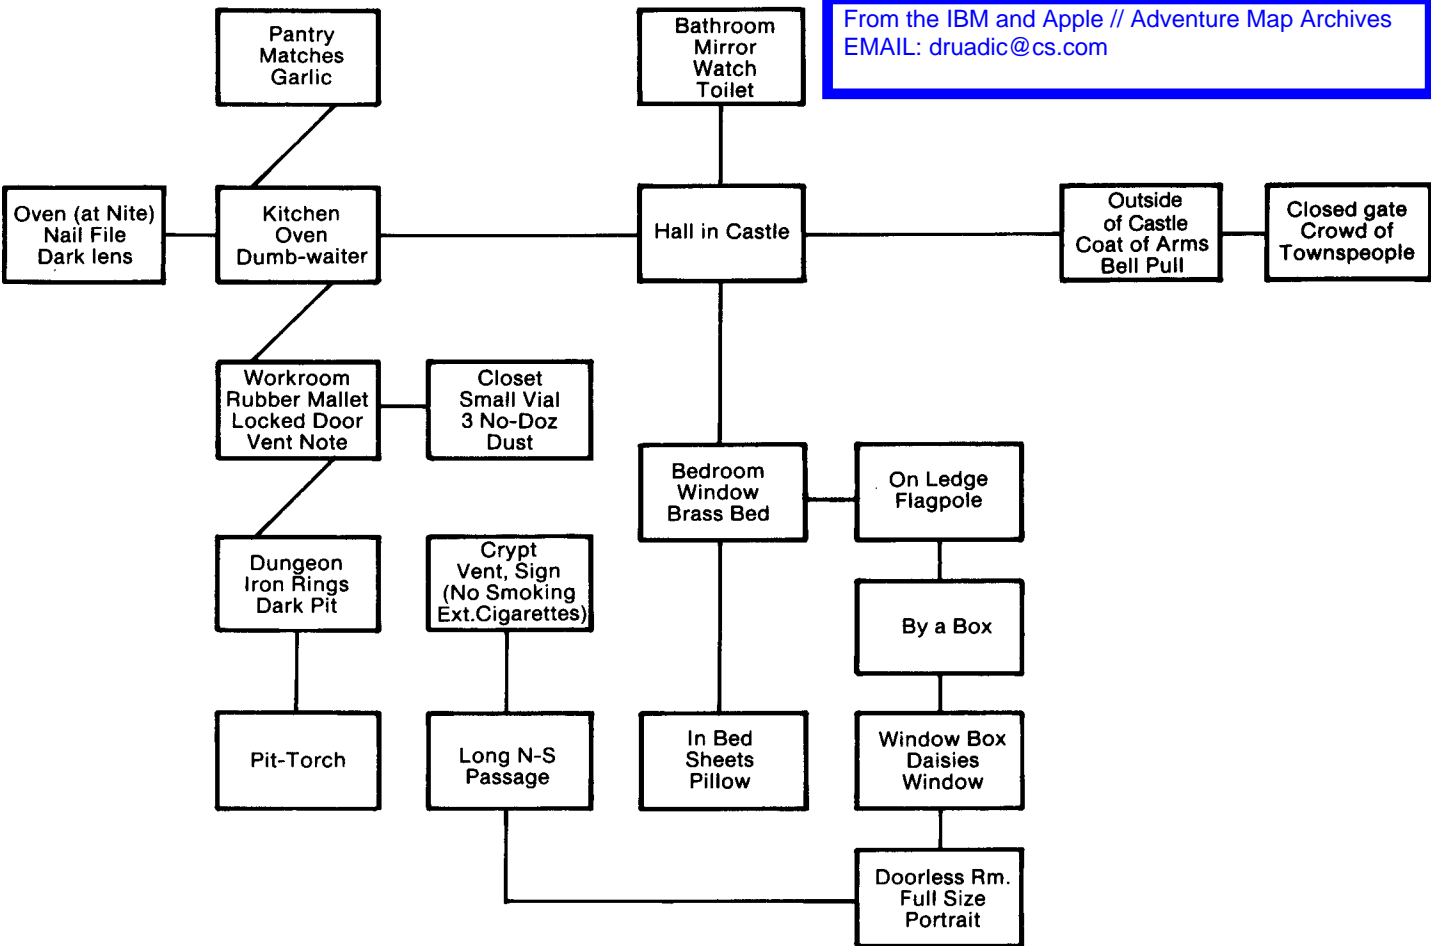 From the IBM and Apple // Adventure Map Archives
EMAIL: druadic@cs.com
Pantry
Matches
Garlic
Bathroom
Mirror
Watch
Toilet
Oven (at Nite)
Nail File
Dark lens
Kitchen
Oven
Dumb-waiter
Hall in Castle
Outside
of Castle
Coat of Arms
Bell Pull
Closed gate
Crowd of
Townspeople
Workroom
Rubber Mallet
Locked Door
Vent Note
Closet
Small Vial
3 No-Doz
Dust
Bedroom
Window
Brass Bed
On Ledge
Flagpole
Dungeon
Iron Rings
Dark Pit
Crypt
Vent, Sign
(No Smoking
Ext.Cigarettes)
By a Box
Pit-Torch
Long N-S
Passage
In Bed
Sheets
Pillow
Window Box
Daisies
Window
Doorless Rm.
Full Size
Portrait